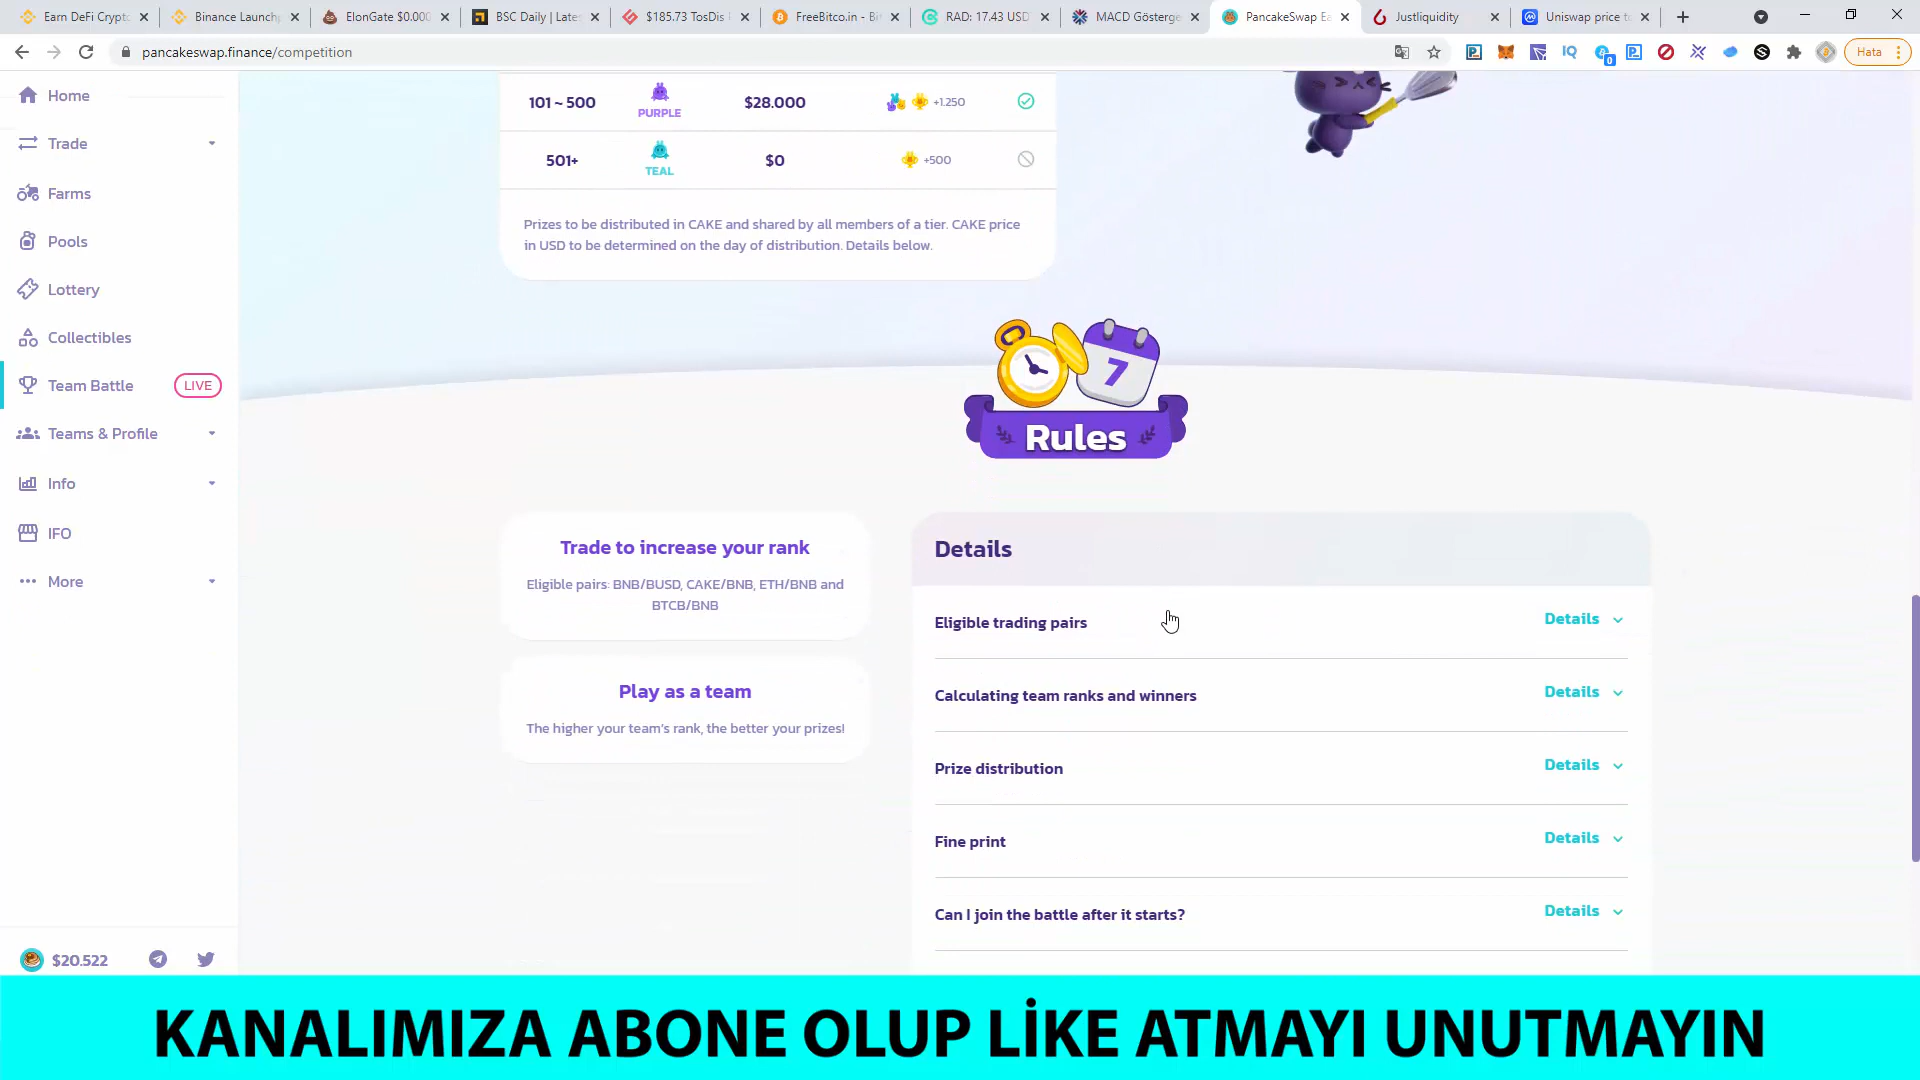 Earn DeFi Crypto
Binance Launchp
ElonGate $0.000
BSC Daily | Late
$185.73 TosDis
FreeBitco.in - Bi
RAD: 17.43 USD
MACD Gösterge
PancakeSwap Ea
Justliquidity
Uniswap price t
pancakeswap.finance/competition
Hata
Home
Trade
Farms
Pools
Lottery
Collectibles
Team Battle
LIVE
Teams & Profile
Info
IFO
More
$20.522
101 ~ 500
PURPLE
$28.000
+1.250
501+
TEAL
$0
+500
Prizes to be distributed in CAKE and shared by all members of a tier. CAKE price
in USD to be determined on the day of distribution. Details below.
7
Rules
Trade to increase your rank
Eligible pairs: BNB/BUSD, CAKE/BNB, ETH/BNB and
BTCB/BNB
Play as a team
The higher your team's rank, the better your prizes!
Details
Eligible trading pairs
Details
Calculating team ranks and winners
Details
Prize distribution
Details
Fine print
Details
Can I join the battle after it starts?
Details
KANALIMIZA ABONE OLUP LİKE ATMAYI UNUTMAYIN